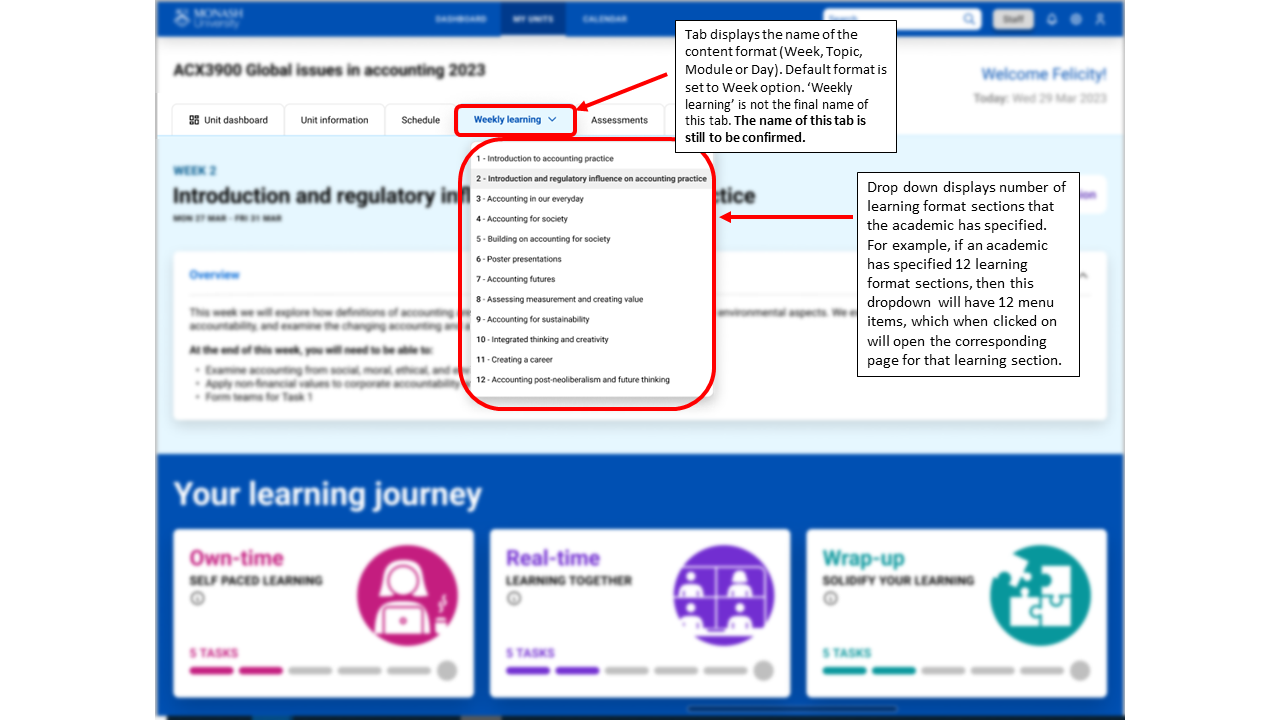 MONASH
University
DASHBOARD
MY UNITS
CALENDAR
Search
Staff
ACX3900 Global issues in accounting 2023
Welcome Felicity!
Today: Wed 29 Mar 2023
Tab displays the name of the
content format (Week, Topic,
Module or Day). Default format is
set to Week option. ‘Weekly
learning’ is not the final name of
this tab. The name of this tab is
still to be confirmed.
Unit dashboard
Unit information
Schedule
Weekly learning
Assessments
WEEK 2
Introduction and regulatory infl
ctice
MON 27 MAR - FRI 31 MAR
1 - Introduction to accounting practice
2 - Introduction and regulatory influence on accounting practice
3 - Accounting in our everyday
4 - Accounting for society
5 - Building on accounting for society
6 - Poster presentations
7 - Accounting futures
8 - Assessing measurement and creating value
9 - Accounting for sustainability
10 - Integrated thinking and creativity
11 - Creating a career
12 - Accounting post-neoliberalism and future thinking
Drop down displays number of
learning format sections that
the academic has specified.
For example, if an academic
has specified 12 learning
format sections, then this
dropdown will have 12 menu
items, which when clicked on
will open the corresponding
page for that learning section.
Overview
This week we will explore how definitions of accounting
environmental aspects. We
accountability, and examine the changing accounting and
At the end of this week, you will need to be able to:
• Examine accounting from social, moral, ethical, and
• Apply non-financial values to corporate accountability
• Form teams for Task 1
Your learning journey
Own-time
SELF PACED LEARNING
5 TASKS
Real-time
LEARNING TOGETHER
5 TASKS
Wrap-up
SOLIDIFY YOUR LEARNING
5 TASKS